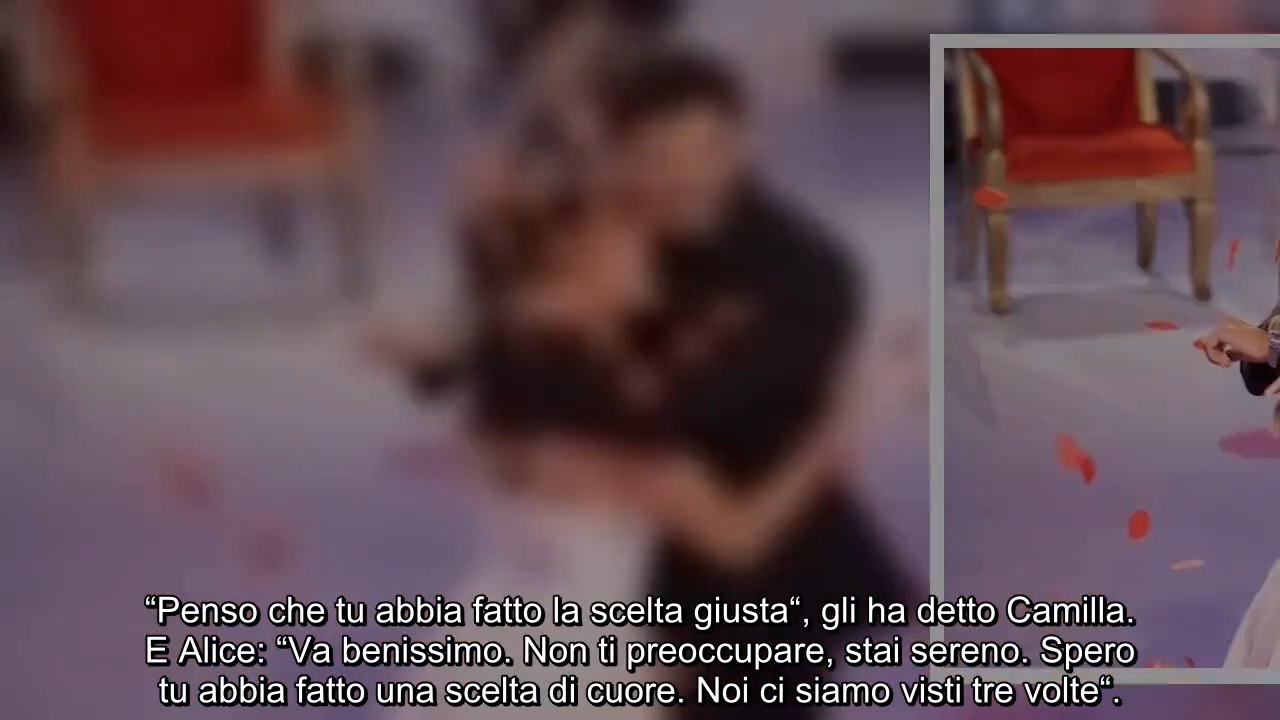 “Penso che tu abbia fatto la scelta giusta“, gli ha detto Camilla.
E Alice: “Va benissimo. Non ti preoccupare, stai sereno. Spero
tu abbia fatto una scelta di cuore. Noi ci siamo visti tre volte“.